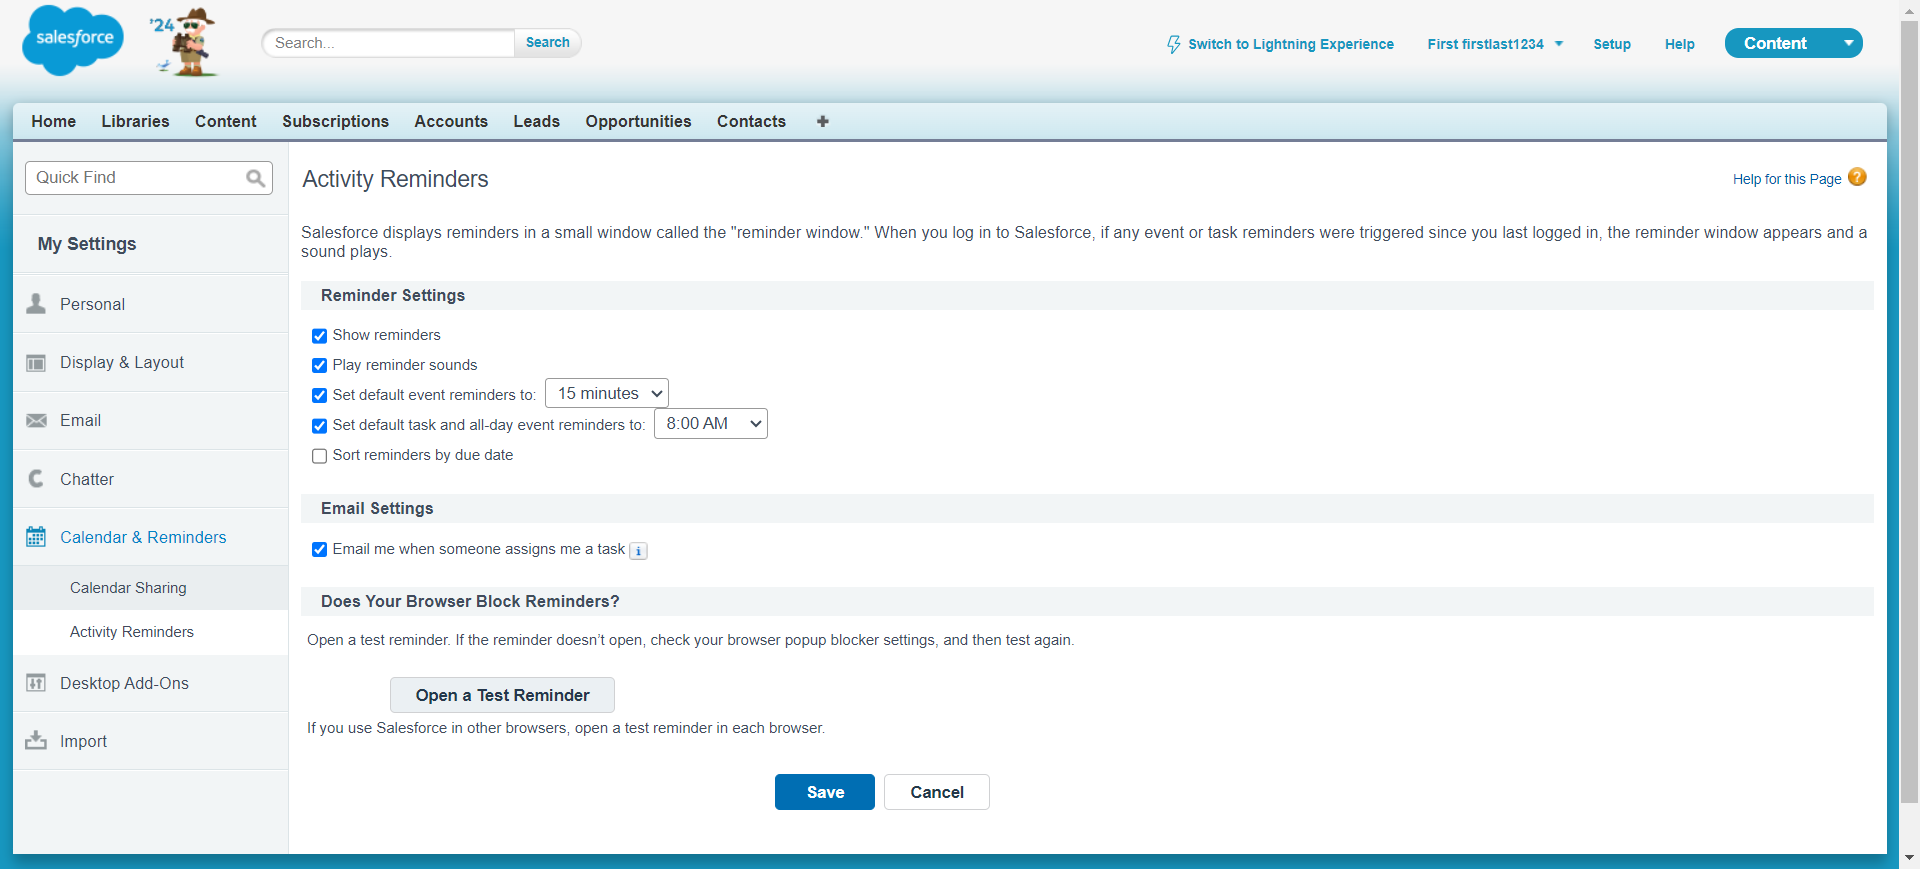 salesforce
'24
Search...
Search
Switch to Lightning Experience
First firstlast1234
Setup
Help
Content
Home
Libraries
Content
Subscriptions
Accounts
Leads
Opportunities
Contacts
Quick Find
My Settings
Personal
Display & Layout
Email
Chatter
Calendar & Reminders
Calendar Sharing
Activity Reminders
Desktop Add-Ons
Import
Activity Reminders
Help for this Page
Salesforce displays reminders in a small window called the "reminder window." When you log in to Salesforce, if any event or task reminders were triggered since you last logged in, the reminder window appears and a
sound plays.
Reminder Settings
Show reminders
Play reminder sounds
Set default event reminders to: 15 minutes
Set default task and all-day event reminders to: 8:00 AM
Sort reminders by due date
Email Settings
Email me when someone assigns me a task
Does Your Browser Block Reminders?
Open a test reminder. If the reminder doesn’t open, check your browser popup blocker settings, and then test again.
Open a Test Reminder
If you use Salesforce in other browsers, open a test reminder in each browser.
Save
Cancel